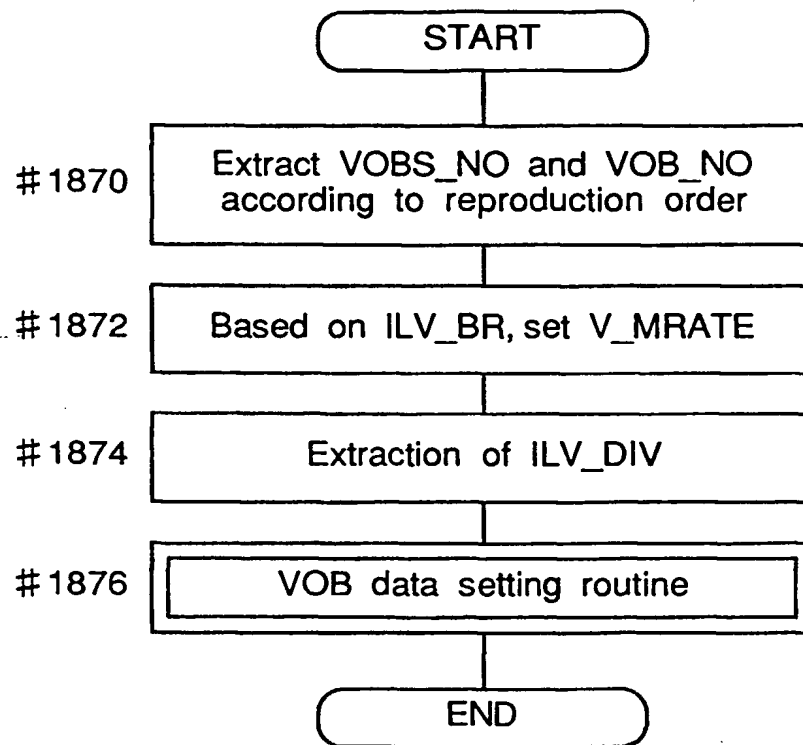 START
#1870
Extract VOBS_NO and VOB_NO
according to reproduction order
#1872
Based on ILV_BR, set V_MRATE
#1874
Extraction of ILV_DIV
#1876
VOB data setting routine
END